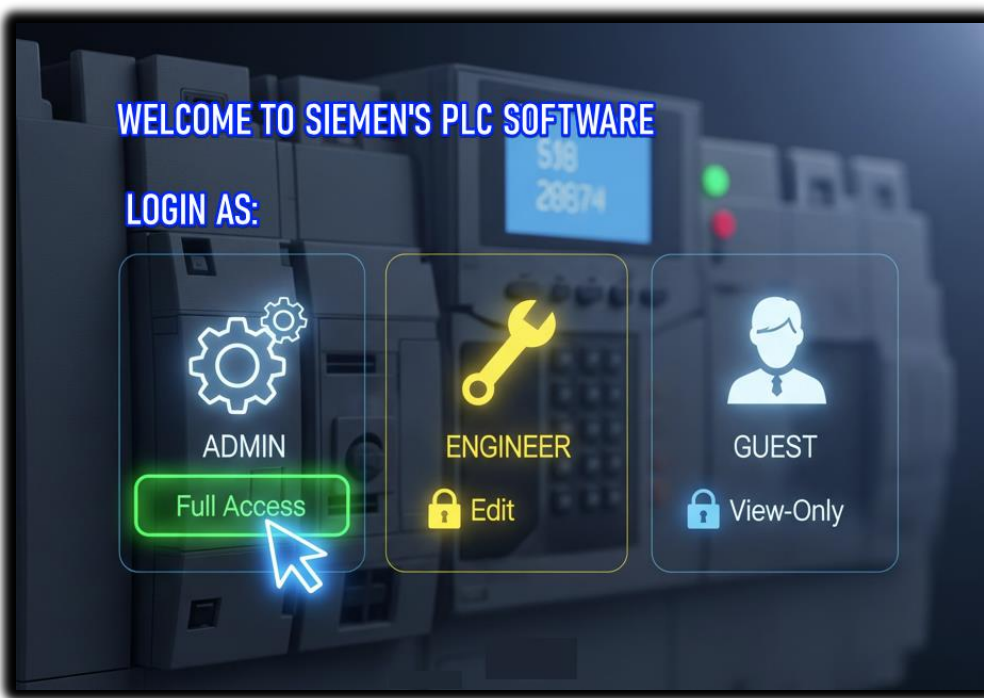 WELCOME TO SIEMEN'S PLC SOFTWARE
LOGIN AS:
ADMIN
Full Access
ENGINEER
Edit
GUEST
View-Only